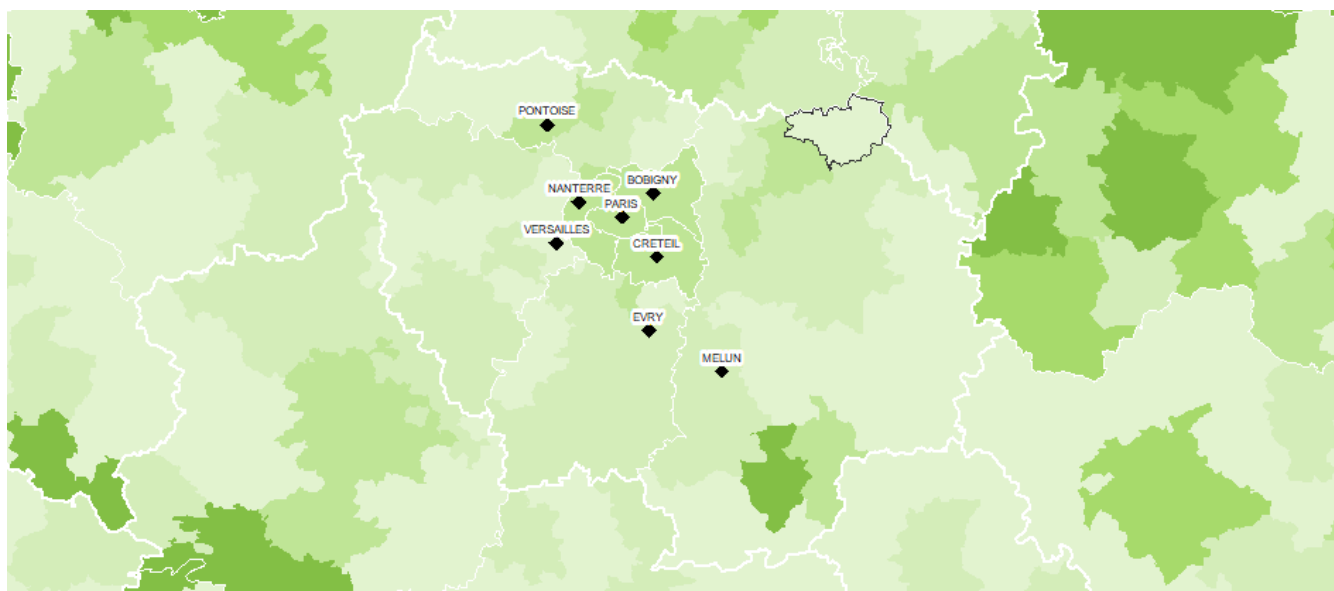 PONTOISE
BOBIGNY
NANTERRE
PARIS
VERSAILLES
CRETEIL
EVRY
MELUN